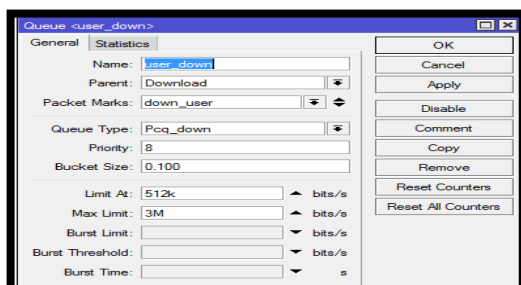 Queue <user_down>
General Statistics
OK
Name: user_down
Cancel
Parent: Download
Apply
Packet Marks: down_user
Disable
Queue Type: Pcq_down
Comment
Priority: 8
Copy
Bucket Size: 0.100
Remove
Limit At: 512k bits/s
Reset Counters
Max Limit: 3M bits/s
Reset All Counters
Burst Limit: bits/s
Burst Threshold: bits/s
Burst Time: s